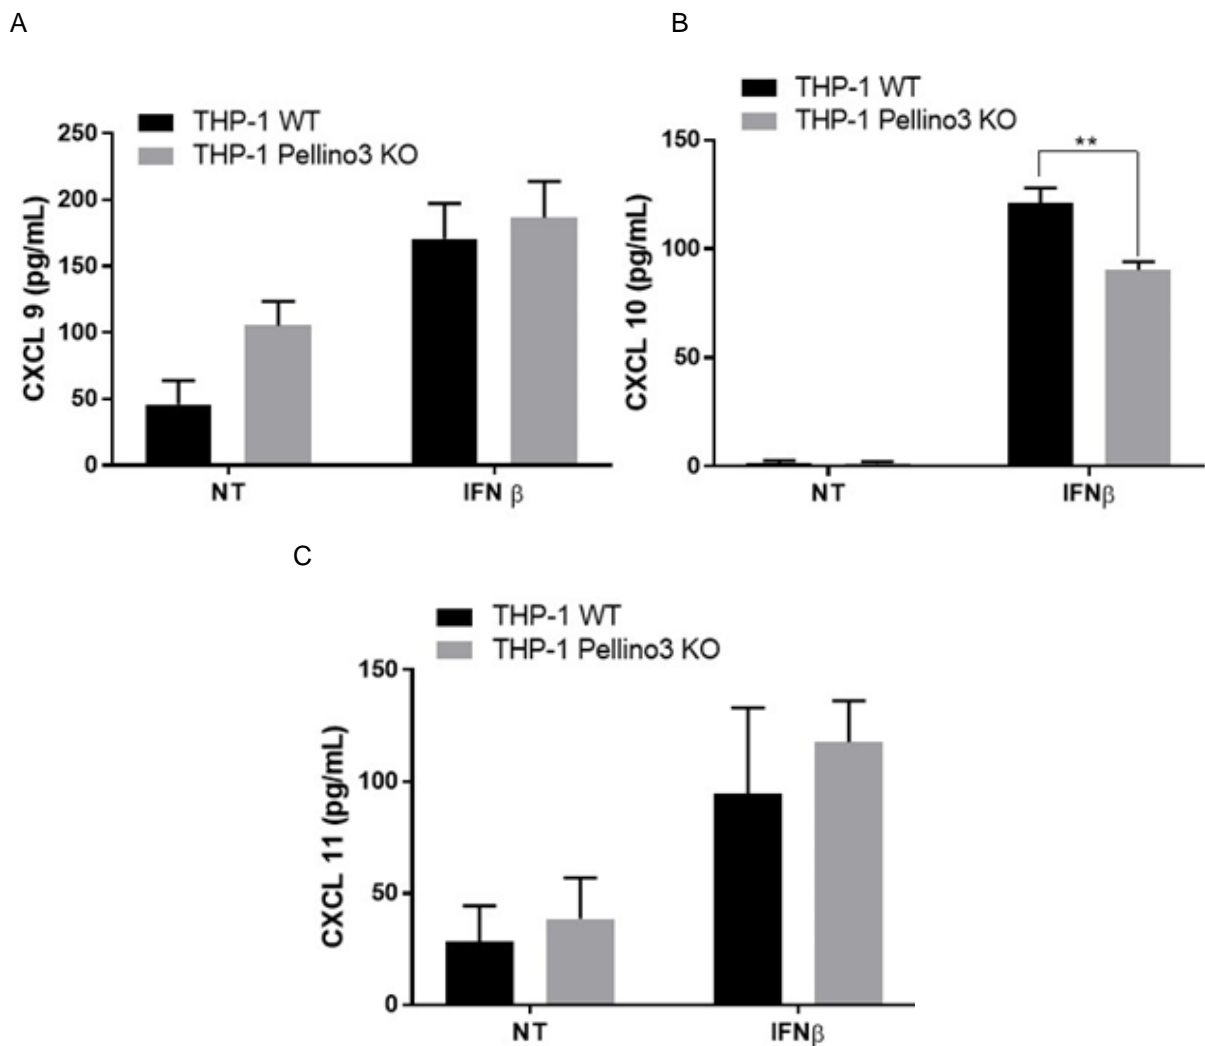 A
THP-1 WT
THP-1 Pellino3 KO
CXCL 9 (pg/mL)
250
200
150
100
50
0
NT
IFN β
B
THP-1 WT
THP-1 Pellino3 KO
CXCL 10 (pg/mL)
150
100
50
0
**
NT
IFNβ
C
THP-1 WT
THP-1 Pellino3 KO
CXCL 11 (pg/mL)
150
100
50
0
NT
IFNβ